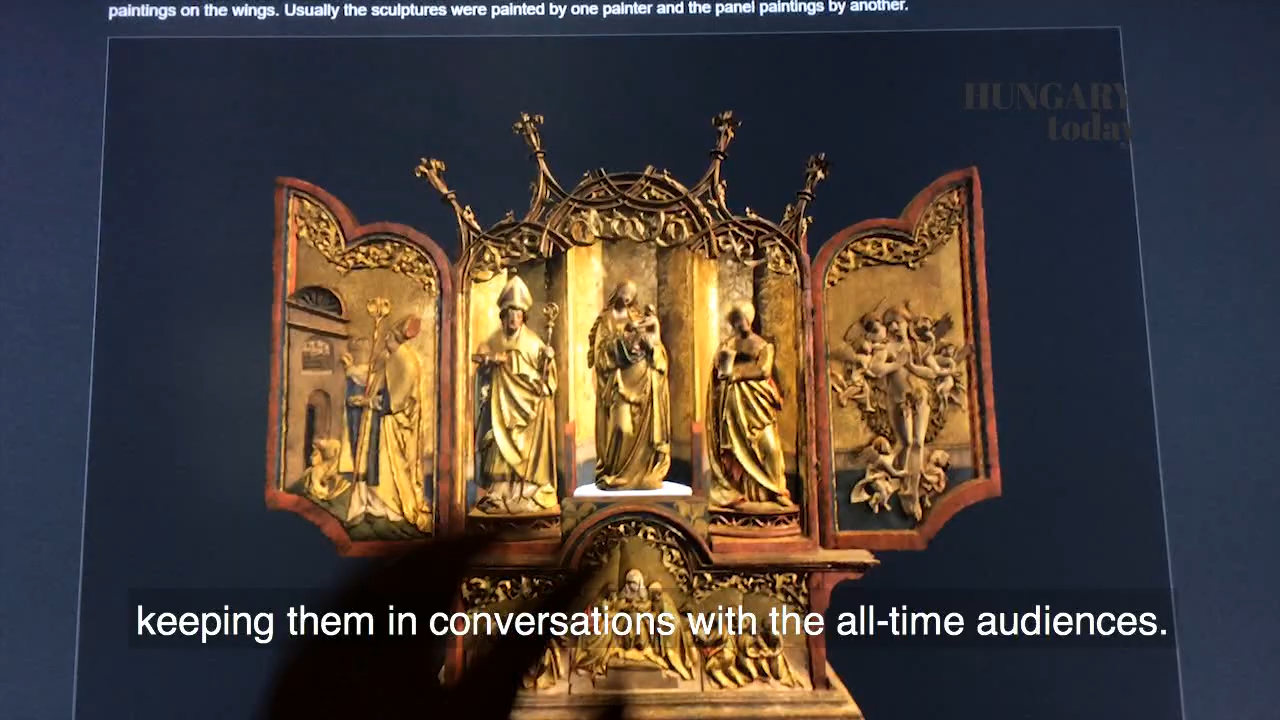 paintings on the wings. Usually the sculptures were painted by one painter and the panel paintings by another.
HUNGARY
today
keeping them in conversations with the all-time audiences.